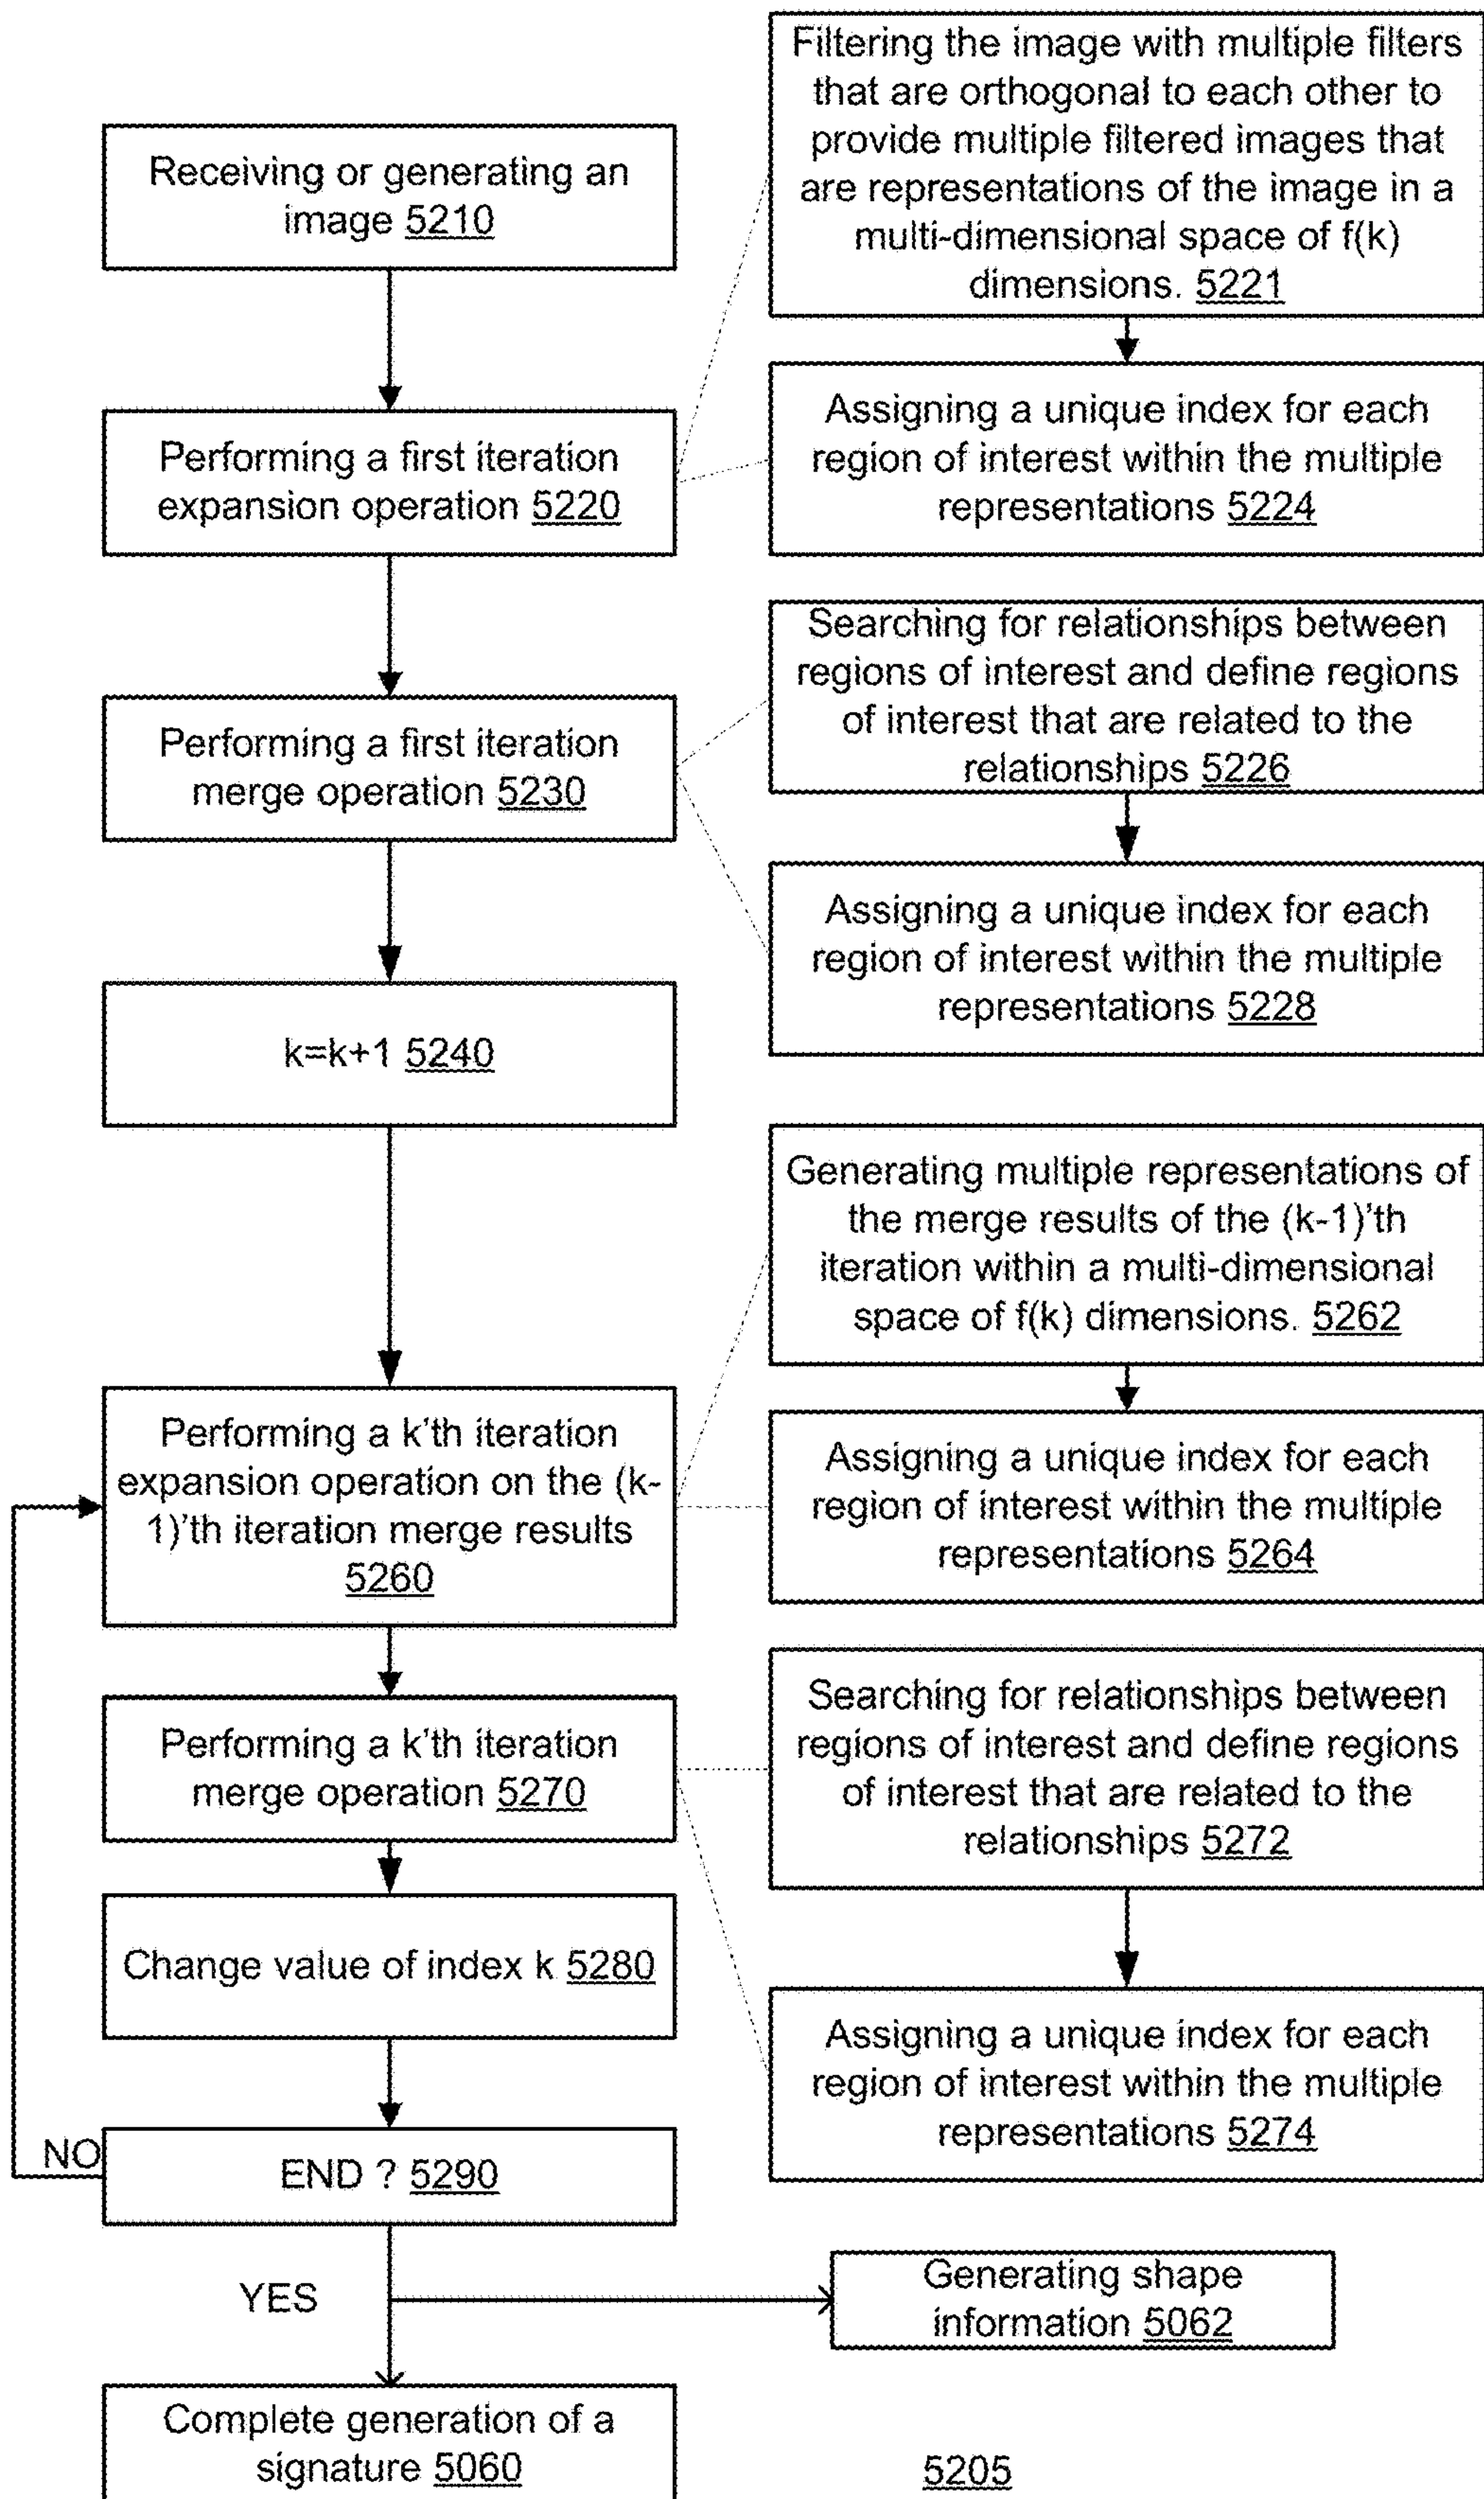 Receiving or generating an
image 5210
Filtering the image with multiple filters
that are orthogonal to each other to
provide multiple filtered images that
are representations of the image in a
multi-dimensional space of f(k)
dimensions. 5221
Performing a first iteration
expansion operation 5220
Assigning a unique index for each
region of interest within the multiple
representations 5224
Performing a first iteration
merge operation 5230
Searching for relationships between
regions of interest and define regions
of interest that are related to the
relationships 5226
Assigning a unique index for each
region of interest within the multiple
representations 5228
k=k+1 5240
Generating multiple representations of
the merge results of the (k-1)'th
iteration within a multi-dimensional
space of f(k) dimensions. 5262
Performing a k'th iteration
expansion operation on the (k-
1)'th iteration merge results
5260
Assigning a unique index for each
region of interest within the multiple
representations 5264
Performing a k'th iteration
merge operation 5270
Searching for relationships between
regions of interest and define regions
of interest that are related to the
relationships 5272
Change value of index k 5280
Assigning a unique index for each
region of interest within the multiple
representations 5274
NO
END ? 5290
YES
Generating shape
information 5062
Complete generation of a
signature 5060
5205